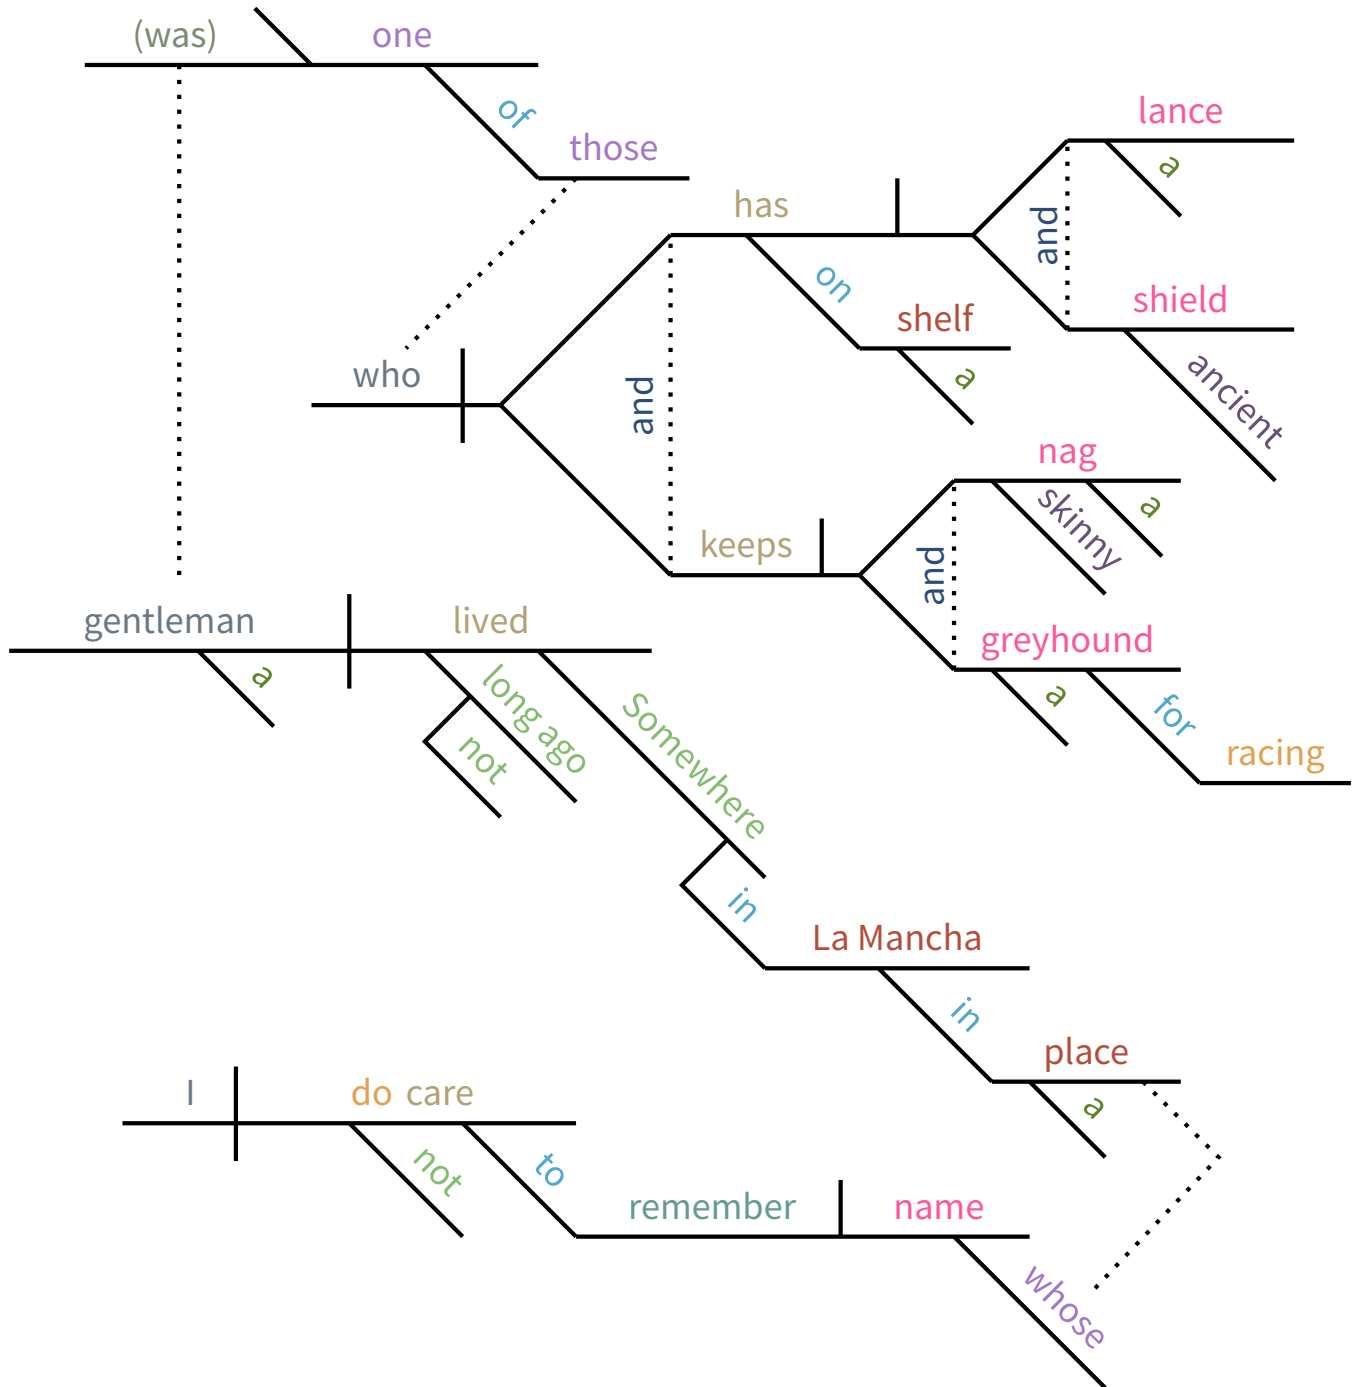 (was) one
of
those
lance
a
has
and
on
shelf
a
shield
ancient
who
and
nag
skinny
a
keeps
and
greyhound
a
for
racing
gentleman lived
a
long ago
not
Somewhere
in
La Mancha
in
place
a
I do care
not
to
remember name
whose